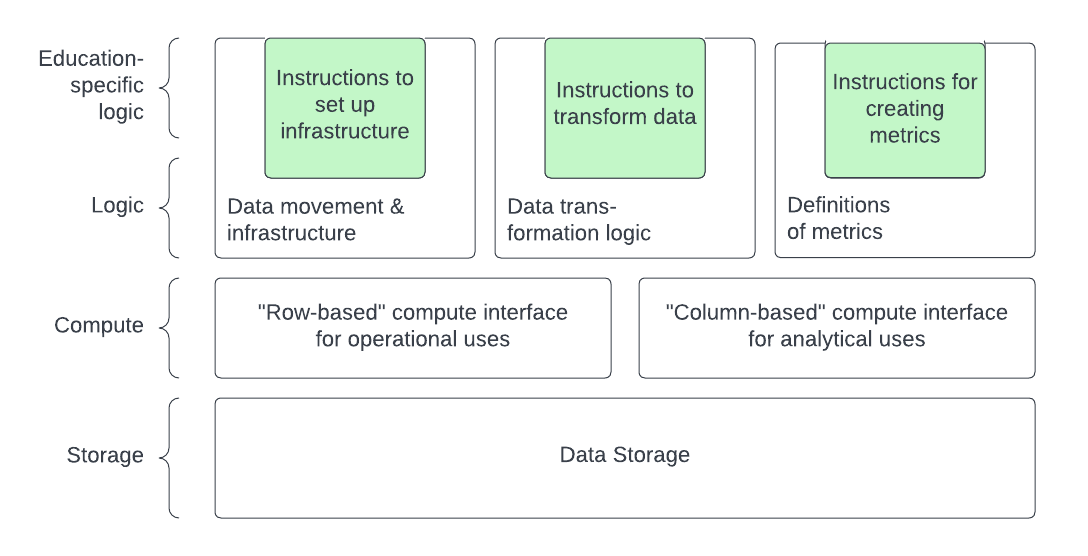 Education-
specific
logic
Instructions to
set up
infrastructure
Instructions to
transform data
Instructions for
creating
metrics
Logic
Data movement &
infrastructure
Data trans-
formation logic
Definitions
of metrics
Compute
"Row-based" compute interface
for operational uses
"Column-based" compute interface
for analytical uses
Storage
Data Storage